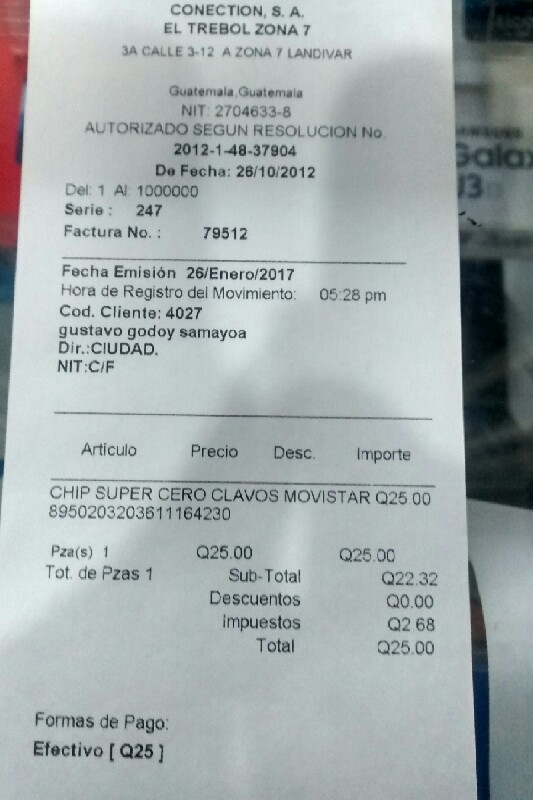 CONECTION, S. A.
EL TREBOL ZONA 7
3A CALLE 3-12 A ZONA 7 LANDIVAR
Guatemala,Guatemala
NIT: 2704633-8
AUTORIZADO SEGUN RESOLUCION No.
2012-1-48-37904
De Fecha: 26/10/2012
Del: 1 Al: 1000000
Serie : 247
Factura No. : 79512
Fecha Emisión 26/Enero/2017
Hora de Registro del Movimiento: 05:28 pm
Cod. Cliente: 4027
gustavo godoy samayoa
Dir.:CIUDAD.
NIT:C/F
Artículo Precio Desc. Importe
CHIP SUPER CERO CLAVOS MOVISTAR Q25.00
8950203203611164230
Pza(s) 1 Q25.00 Q25.00
Tot. de Pzas 1 Sub-Total Q22.32
Descuentos Q0.00
Impuestos Q2.68
Total Q25.00
Formas de Pago:
Efectivo [ Q25 ]
SAMSUNG
Galax
J3